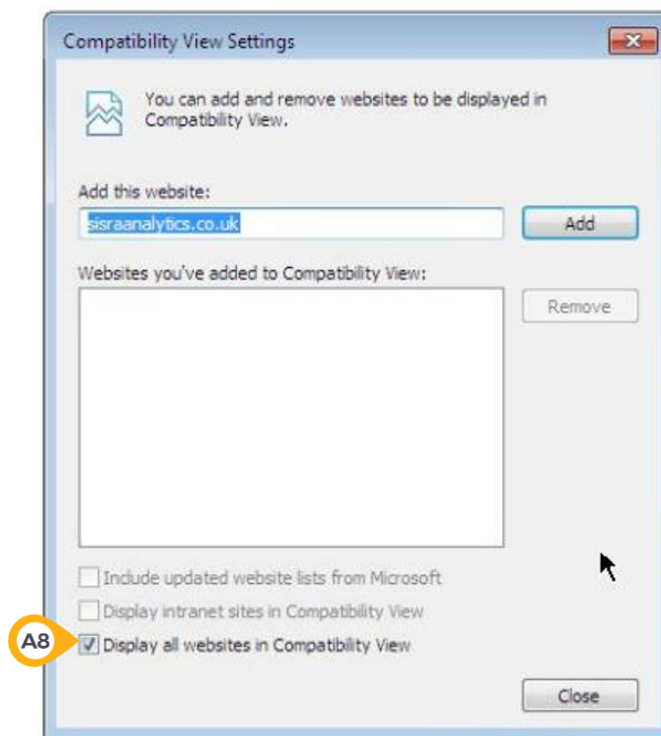 Compatibility View Settings
You can add and remove websites to be displayed in
Compatibility View.
Add this website:
sisraanalytics.co.uk
Add
Websites you've added to Compatibility View:
Remove
Include updated website lists from Microsoft
Display intranet sites in Compatibility View
A8
Display all websites in Compatibility View
Close